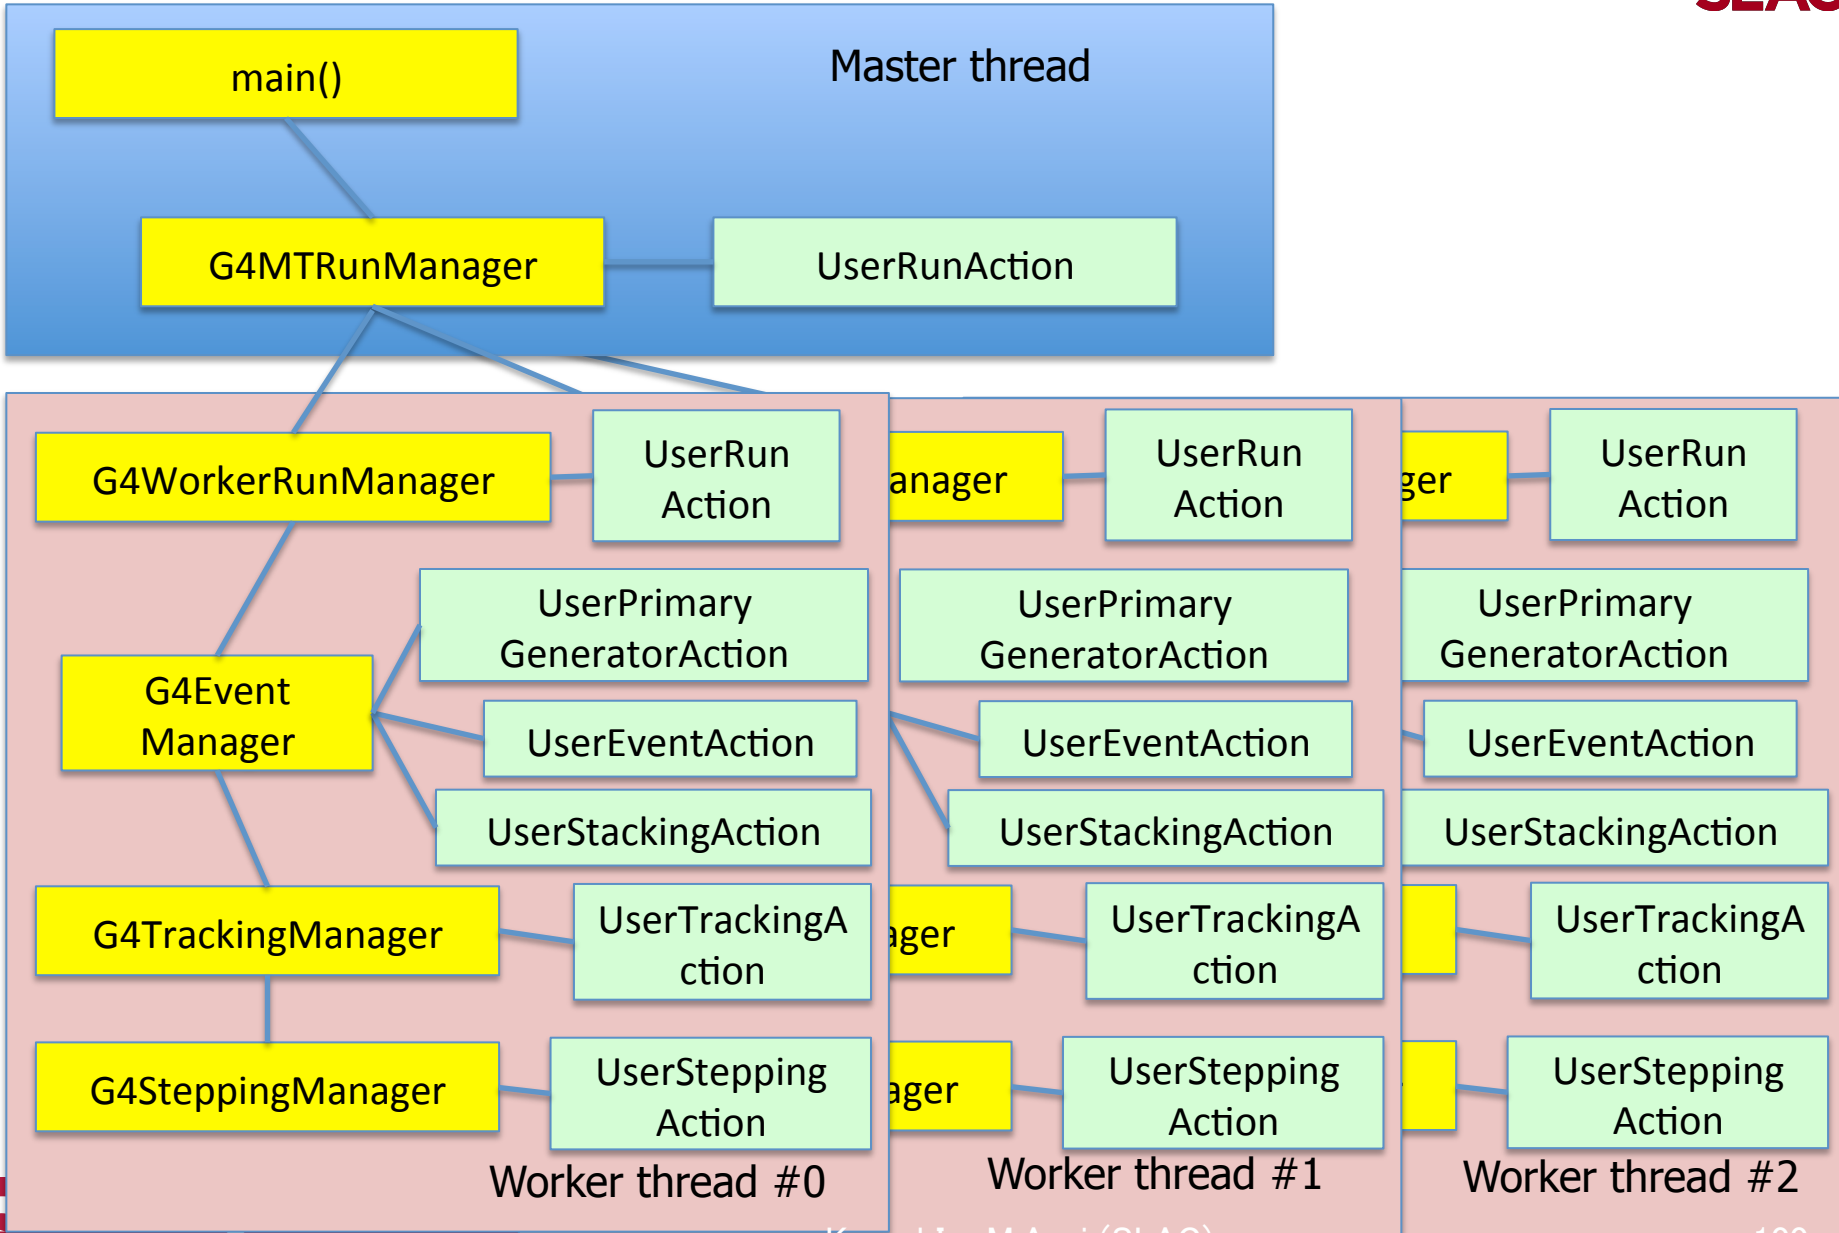 main()
Master thread
G4MTRunManager
UserRunAction
G4WorkerRunManager
UserRun
Action
UserPrimary
GeneratorAction
G4Event
Manager
UserEventAction
UserStackingAction
G4TrackingManager
UserTrackingA
ction
G4SteppingManager
UserStepping
Action
Worker thread #0
anager
UserRun
Action
UserPrimary
GeneratorAction
UserEventAction
UserStackingAction
ager
UserTrackingA
ction
ager
UserStepping
Action
Worker thread #1
ger
UserRun
Action
UserPrimary
GeneratorAction
UserEventAction
UserStackingAction
UserTrackingA
ction
UserStepping
Action
Worker thread #2